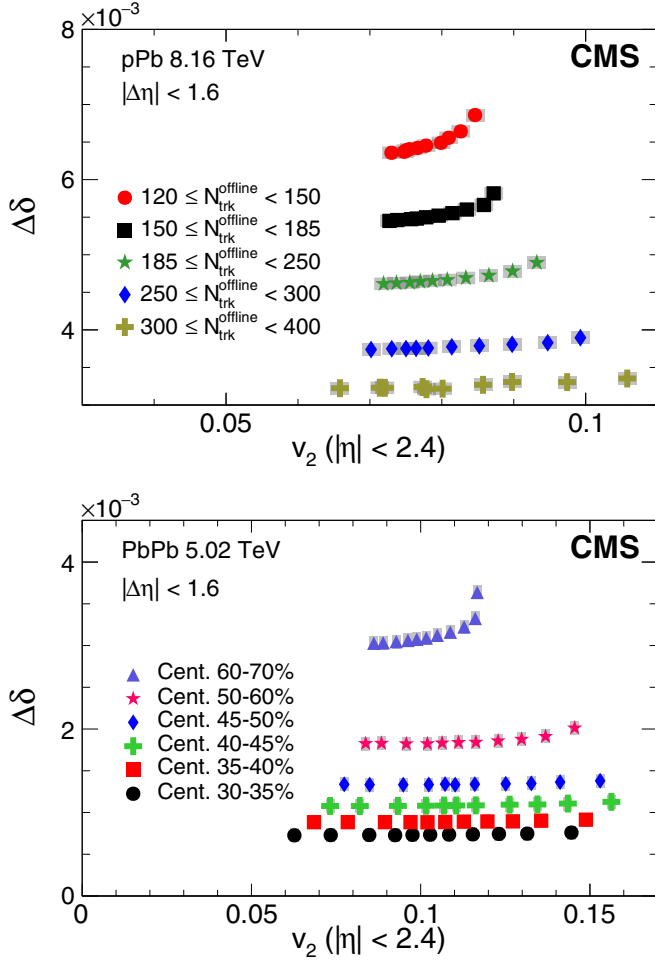 ×10⁻³
8
pPb 8.16 TeV
CMS
|Δη| < 1.6
6
Δδ
120 ≤ N_trk^offline < 150
150 ≤ N_trk^offline < 185
185 ≤ N_trk^offline < 250
250 ≤ N_trk^offline < 300
300 ≤ N_trk^offline < 400
4
0.05
0.1
v₂ (|η| < 2.4)
×10⁻³
PbPb 5.02 TeV
CMS
4
|Δη| < 1.6
Δδ
Cent. 60-70%
Cent. 50-60%
2
Cent. 45-50%
Cent. 40-45%
Cent. 35-40%
Cent. 30-35%
0
0
0.05
0.1
0.15
v₂ (|η| < 2.4)